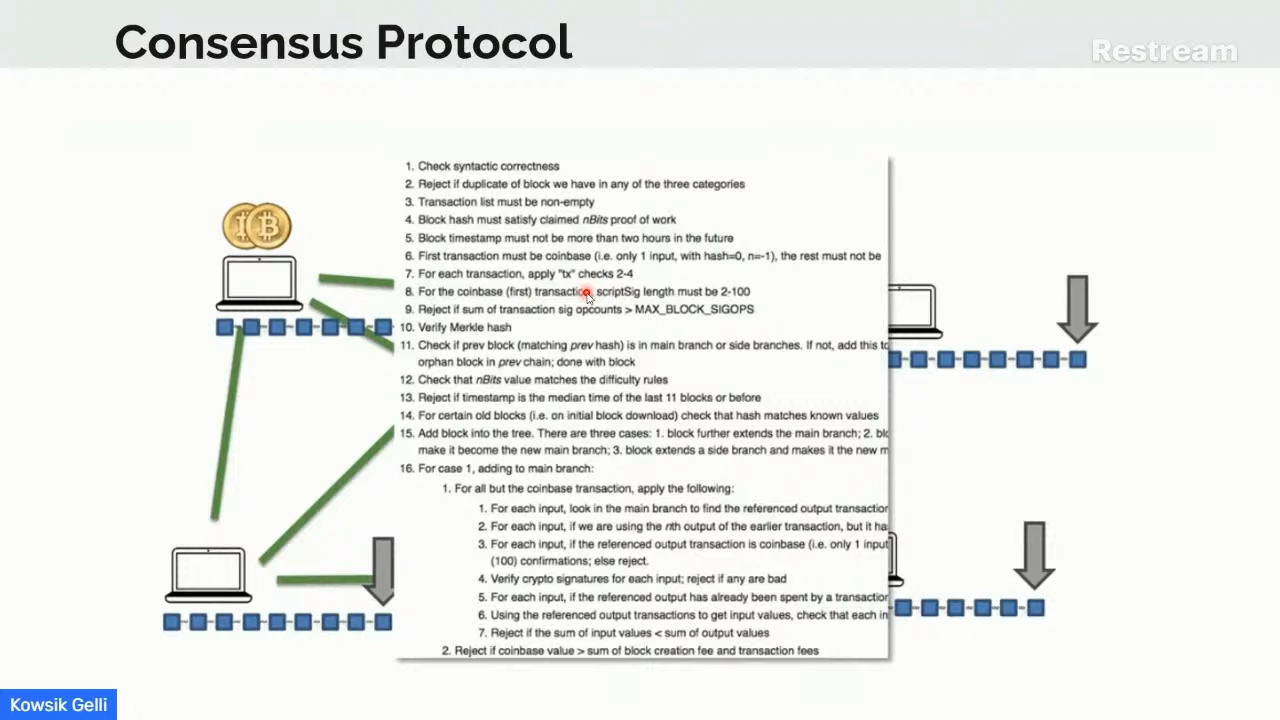 Consensus Protocol
Restream
1. Check syntactic correctness
2. Reject if duplicate of block we have in any of the three categories
3. Transaction list must be non-empty
4. Block hash must satisfy claimed nBits proof of work
5. Block timestamp must not be more than two hours in the future
6. First transaction must be coinbase (i.e. only 1 input, with hash=0, n=-1), the rest must not be
7. For each transaction, apply "tx" checks 2-4
8. For the coinbase (first) transaction, scriptSig length must be 2-100
9. Reject if sum of transaction sig opcounts > MAX_BLOCK_SIGOPS
10. Verify Merkle hash
11. Check if prev block (matching prev hash) is in main branch or side branches. If not, add this
orphan block in prev chain; done with block
12. Check that nBits value matches the difficulty rules
13. Reject if timestamp is the median time of the last 11 blocks or before
14. For certain old blocks (i.e. on initial block download) check that hash matches known values
15. Add block into the tree. There are three cases: 1. block further extends the main branch; 2.
make it become the new main branch; 3. block extends a side branch and makes it the new
16. For case 1, adding to main branch:
1. For all but the coinbase transaction, apply the following:
1. For each input, look in the main branch to find the referenced output
2. For each input, if we are using the nth output of the earlier transaction, but it
3. For each input, if the referenced output transaction is coinbase (i.e. only 1 input
(100) confirmations; else reject.
4. Verify crypto signatures for each input; reject if any are bad
5. For each input, if the referenced output has already been spent by a
6. Using the referenced output transactions to get input values, check that each
7. Reject if the sum of input values < sum of output values
2. Reject if coinbase value > sum of block creation fee and transaction fees
Kowsik Gelli